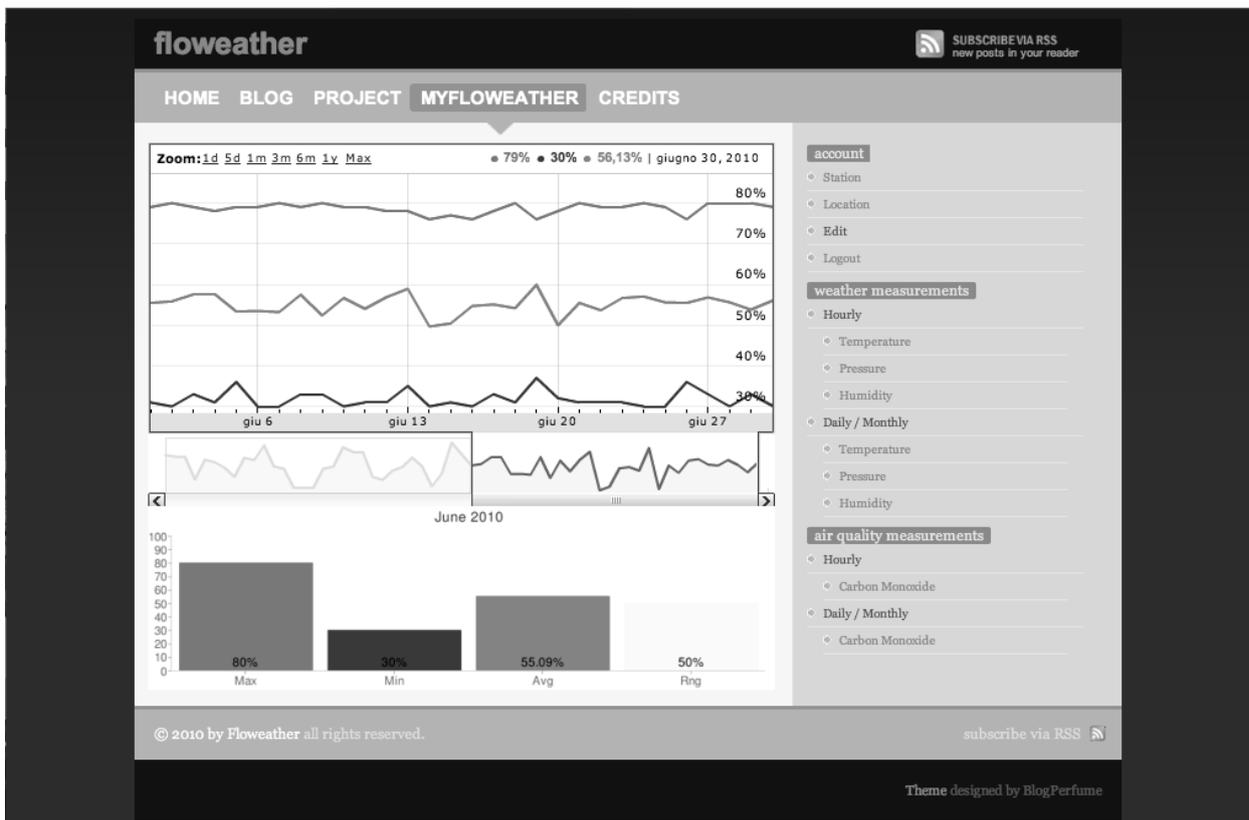 floweather
SUBSCRIBE VIA RSS
new posts in your reader
HOME BLOG PROJECT MYFLOWEATHER CREDITS
Zoom: 1d 5d 1m 3m 6m 1y Max ● 79% ● 30% ● 56,13% | giugno 30, 2010
80%
70%
60%
50%
40%
30%
giu 6 giu 13 giu 20 giu 27
June 2010
100
90
80
70
60
50
40
30
20
10
0
80% 30% 55.09% 50%
Max Min Avg Rng
account
Station
Location
Edit
Logout
weather measurements
Hourly
Temperature
Pressure
Humidity
Daily / Monthly
Temperature
Pressure
Humidity
air quality measurements
Hourly
Carbon Monoxide
Daily / Monthly
Carbon Monoxide
© 2010 by Floweather all rights reserved.
subscribe via RSS
Theme designed by BlogPerfume